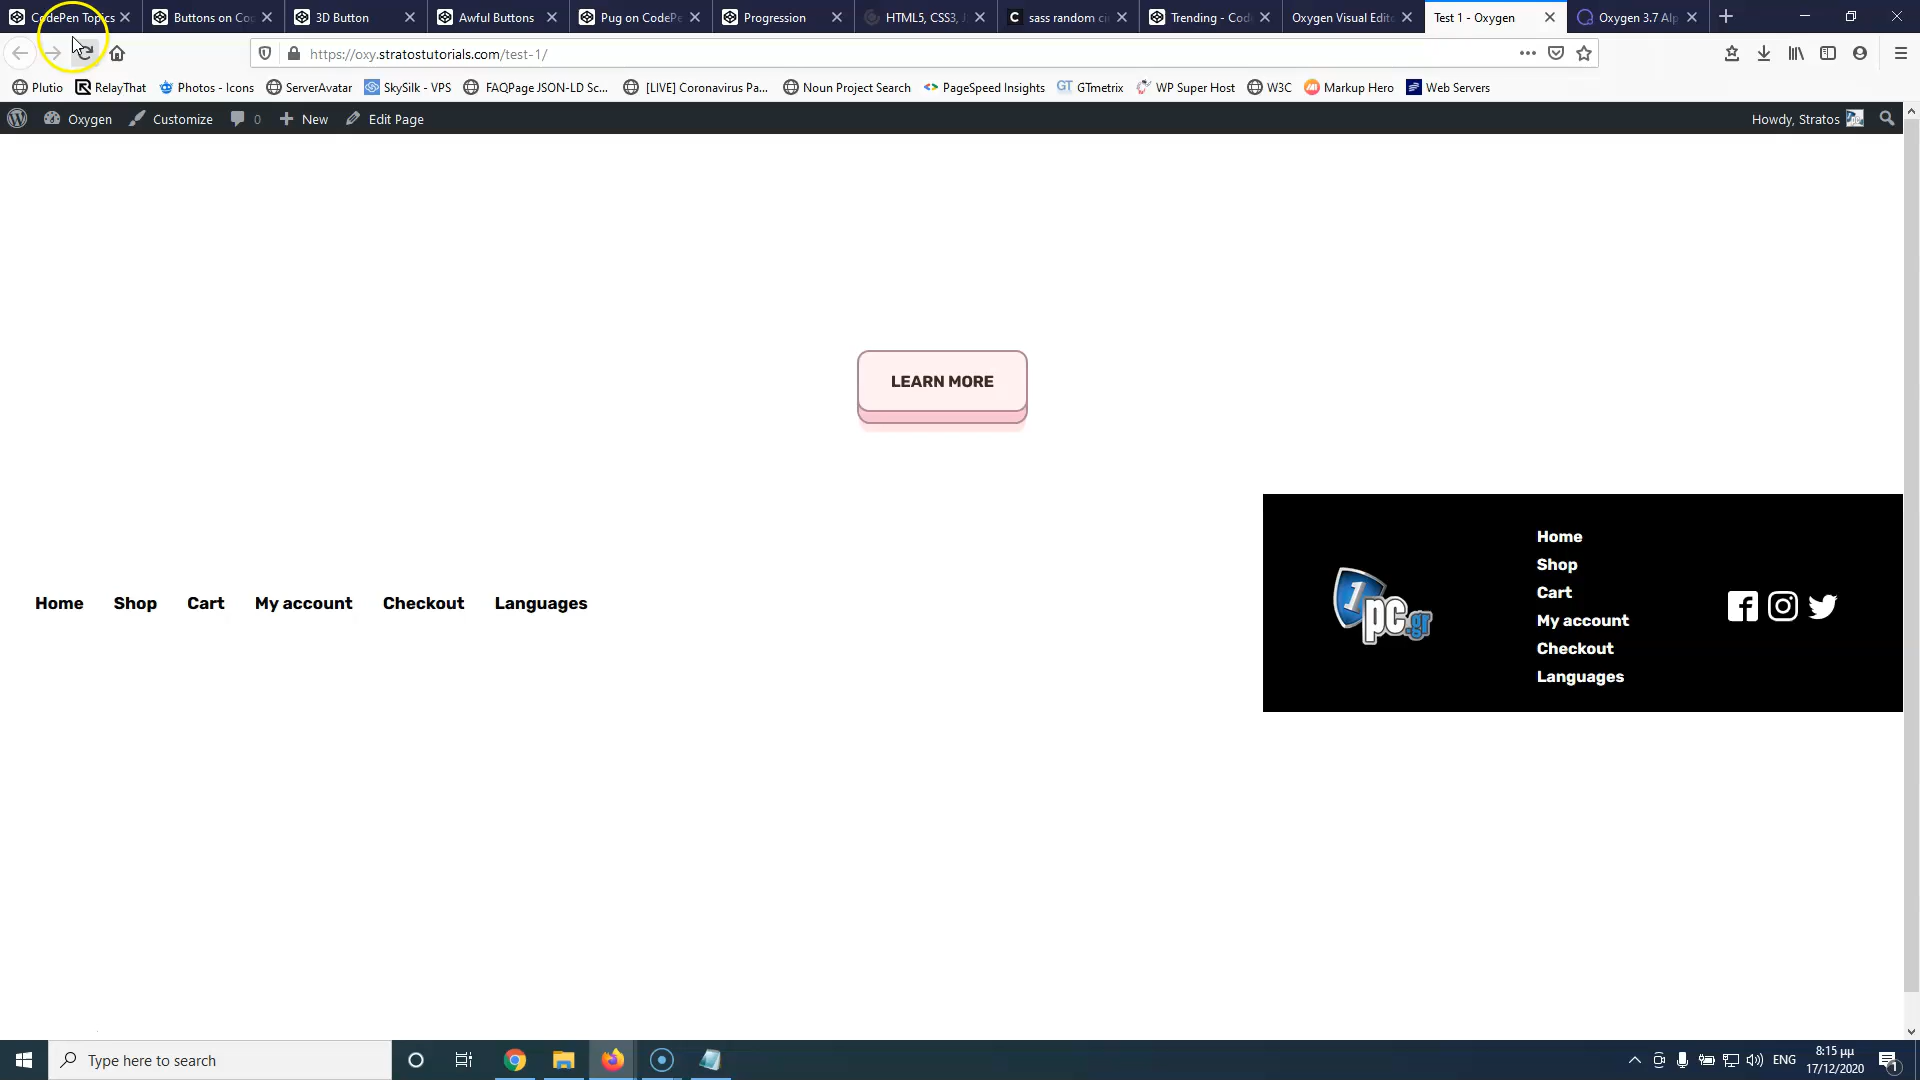 CodePen Topics
Buttons on Co
3D Button
Awful Buttons
Pug on CodePe
Progression
HTML5, CSS3, J
sass random ci
Trending - Cod
Oxygen Visual Edito
Test 1 - Oxygen
Oxygen 3.7 Alp
https://oxy.stratostutorials.com/test-1/
Plutio
RelayThat
Photos - Icons
ServerAvatar
SkySilk - VPS
FAQPage JSON-LD Sc...
[LIVE] Coronavirus Pa...
Noun Project Search
PageSpeed Insights
GTmetrix
WP Super Host
W3C
Markup Hero
Web Servers
Oxygen
Customize
0
New
Edit Page
Howdy, Stratos
LEARN MORE
Home Shop Cart My account Checkout Languages
1pc.gr
Home
Shop
Cart
My account
Checkout
Languages
Type here to search
ENG
8:15 μμ
17/12/2020
1